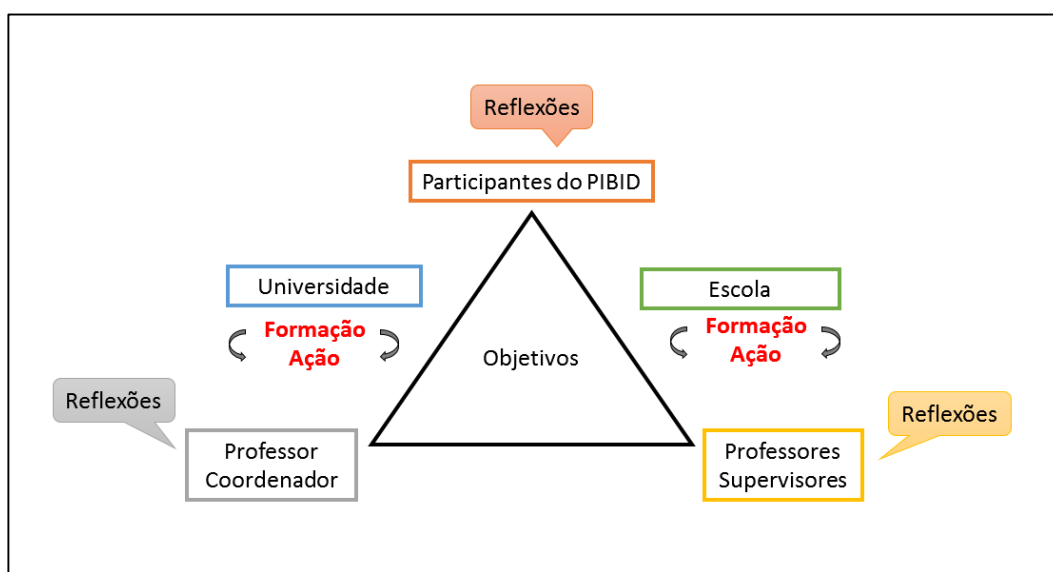 Reflexões
Participantes do PIBID
Universidade
Formação
Ação
Escola
Formação
Ação
Objetivos
Reflexões
Professor
Coordenador
Professores
Supervisores
Reflexões